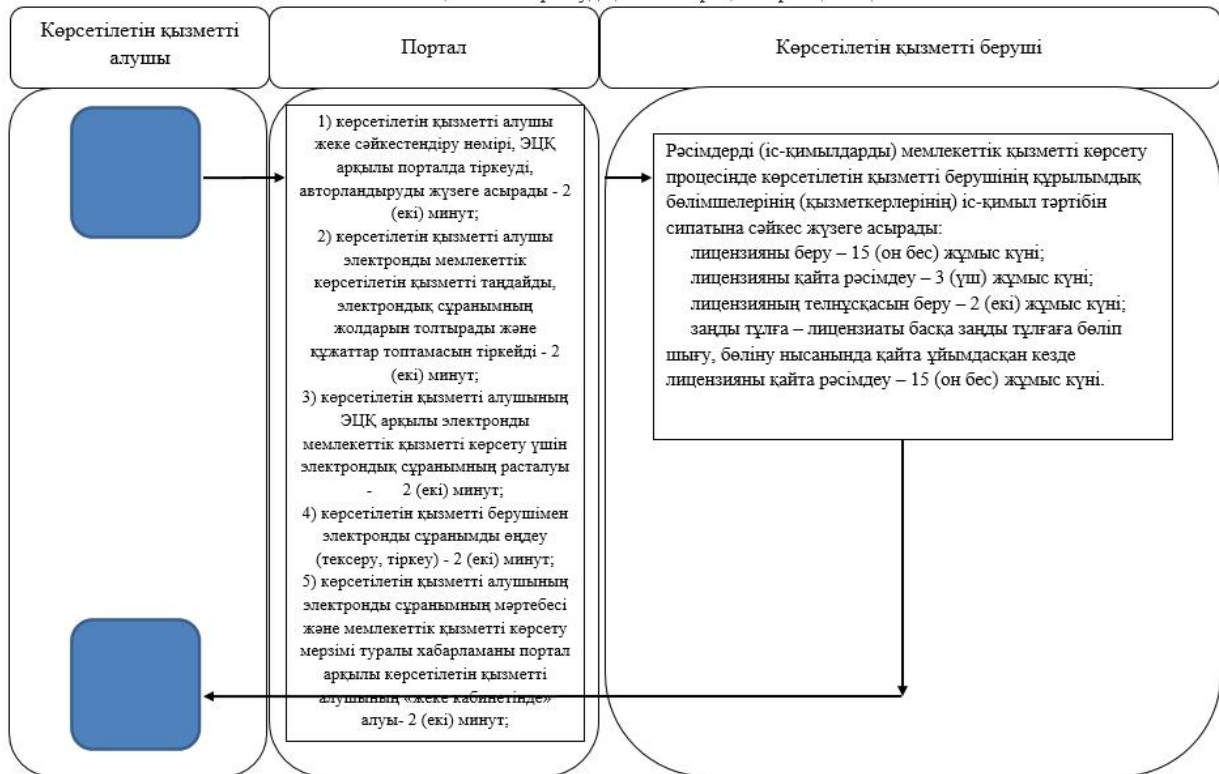 Көрсетілетін қызметті
алушы
Портал
Көрсетілетін қызметті беруші
1) көрсетілетін қызметті алушы
жеке сәйкестендіру нөмірі, ЭЦҚ
арқылы порталда тіркеуді,
авторландыруды жүзеге асырады - 2
(екі) минут;
2) көрсетілетін қызметті алушы
электронды мемлекеттік
көрсетілетін қызметті таңдайды,
электрондық сұранымның
жолдарын толтырады және
құжаттар топтамасын тіркейді - 2
(екі) минут;
3) көрсетілетін қызметті алушының
ЭЦҚ арқылы электронды
мемлекеттік қызметті көрсету үшін
электрондық сұранымның расталуы
- 2 (екі) минут;
4) көрсетілетін қызметті берушімен
электронды сұранымды өңдеу
(тексеру, тіркеу) - 2 (екі) минут;
5) көрсетілетін қызметті алушының
электронды сұранымның мәртебесі
және мемлекеттік қызметті көрсету
мерзімі туралы хабарламаны портал
арқылы көрсетілетін қызметті
алушының «жеке кабинетінде»
алуы- 2 (екі) минут;
Рәсімдерді (іс-қимылдарды) мемлекеттік қызметті көрсету
процесінде көрсетілетін қызметті берушінің құрылымдық
бөлімшелерінің (қызметкерлерінің) іс-қимыл тәртібін
сипатына сәйкес жүзеге асырады:
лицензияны беру – 15 (он бес) жұмыс күні;
лицензияны қайта рәсімдеу – 3 (үш) жұмыс күні;
лицензияның телнұсқасын беру – 2 (екі) жұмыс күні;
заңды тұлға – лицензиаты басқа заңды тұлғаға бөліп
шығу, бөліну нысанында қайта ұйымдасқан кезде
лицензияны қайта рәсімдеу – 15 (он бес) жұмыс күні.